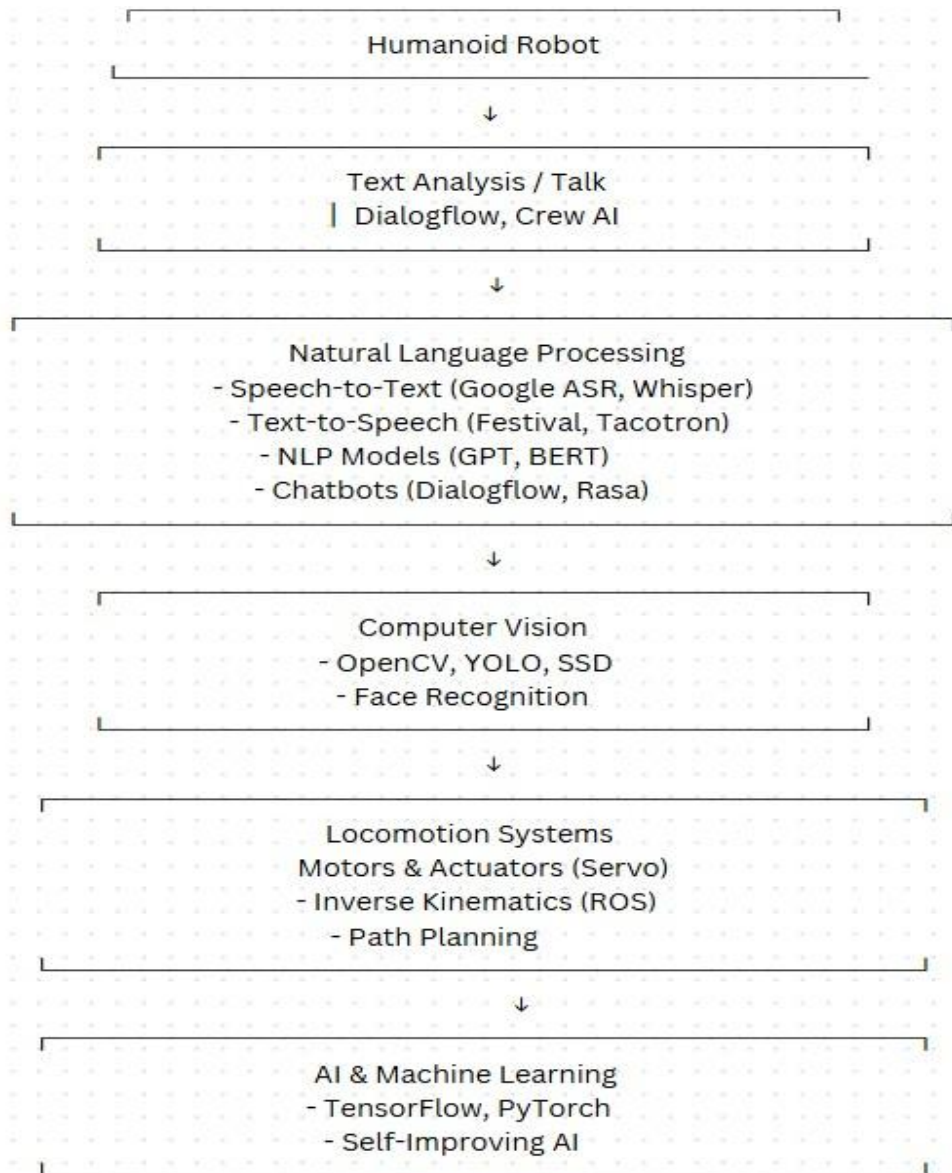 Humanoid Robot
↓
Text Analysis / Talk
| Dialogflow, Crew AI
↓
Natural Language Processing
- Speech-to-Text (Google ASR, Whisper)
- Text-to-Speech (Festival, Tacotron)
- NLP Models (GPT, BERT)
- Chatbots (Dialogflow, Rasa)
↓
Computer Vision
- OpenCV, YOLO, SSD
- Face Recognition
↓
Locomotion Systems
Motors & Actuators (Servo)
- Inverse Kinematics (ROS)
- Path Planning
↓
AI & Machine Learning
- TensorFlow, PyTorch
- Self-Improving AI